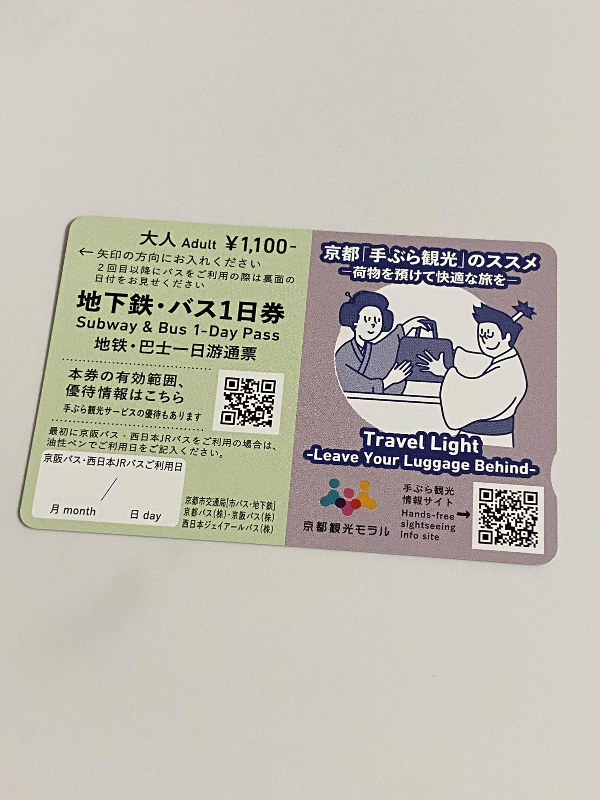 大人 Adult ¥1,100-
←矢印の方向にお入れください
2回目以降にバスをご利用の際は裏面の
日付をお見せください
地下鉄・バス1日券
Subway & Bus 1-Day Pass
地铁・巴士一日游通票
本券の有効範囲、
優待情報はこちら
手ぶら観光サービスの優待もあります
最初に京阪バス・西日本JRバスをご利用の場合は、
油性ペンでご利用日をご記入ください。
京阪バス・西日本JRバスご利用日
/
月 month 日 day
京都市交通局[市バス・地下鉄]
京都バス(株)・京阪バス(株)
西日本ジェイアールバス(株)
京都「手ぶら観光」のススメ
—荷物を預けて快適な旅を—
Travel Light
-Leave Your Luggage Behind-
京都観光モラル
手ぶら観光
情報サイト
Hands-free
sightseeing
info site